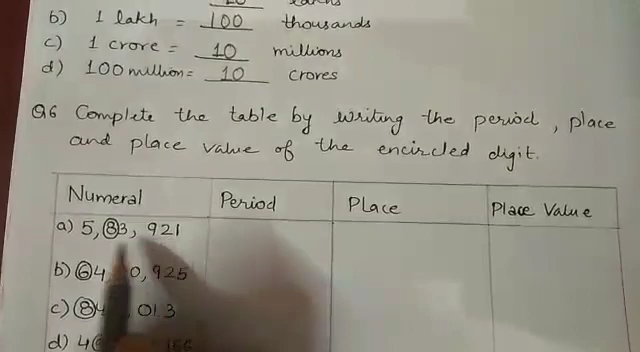 b) 1 lakh = 100 thousands
c) 1 crore = 10 millions
d) 100 million = 10 crores
Q6 Complete the table by writing the period, place
and place value of the encircled digit.
Numeral Period Place Place Value
a) 5,83,921
b) 64 0,925
c) 84 ,013
d) 4